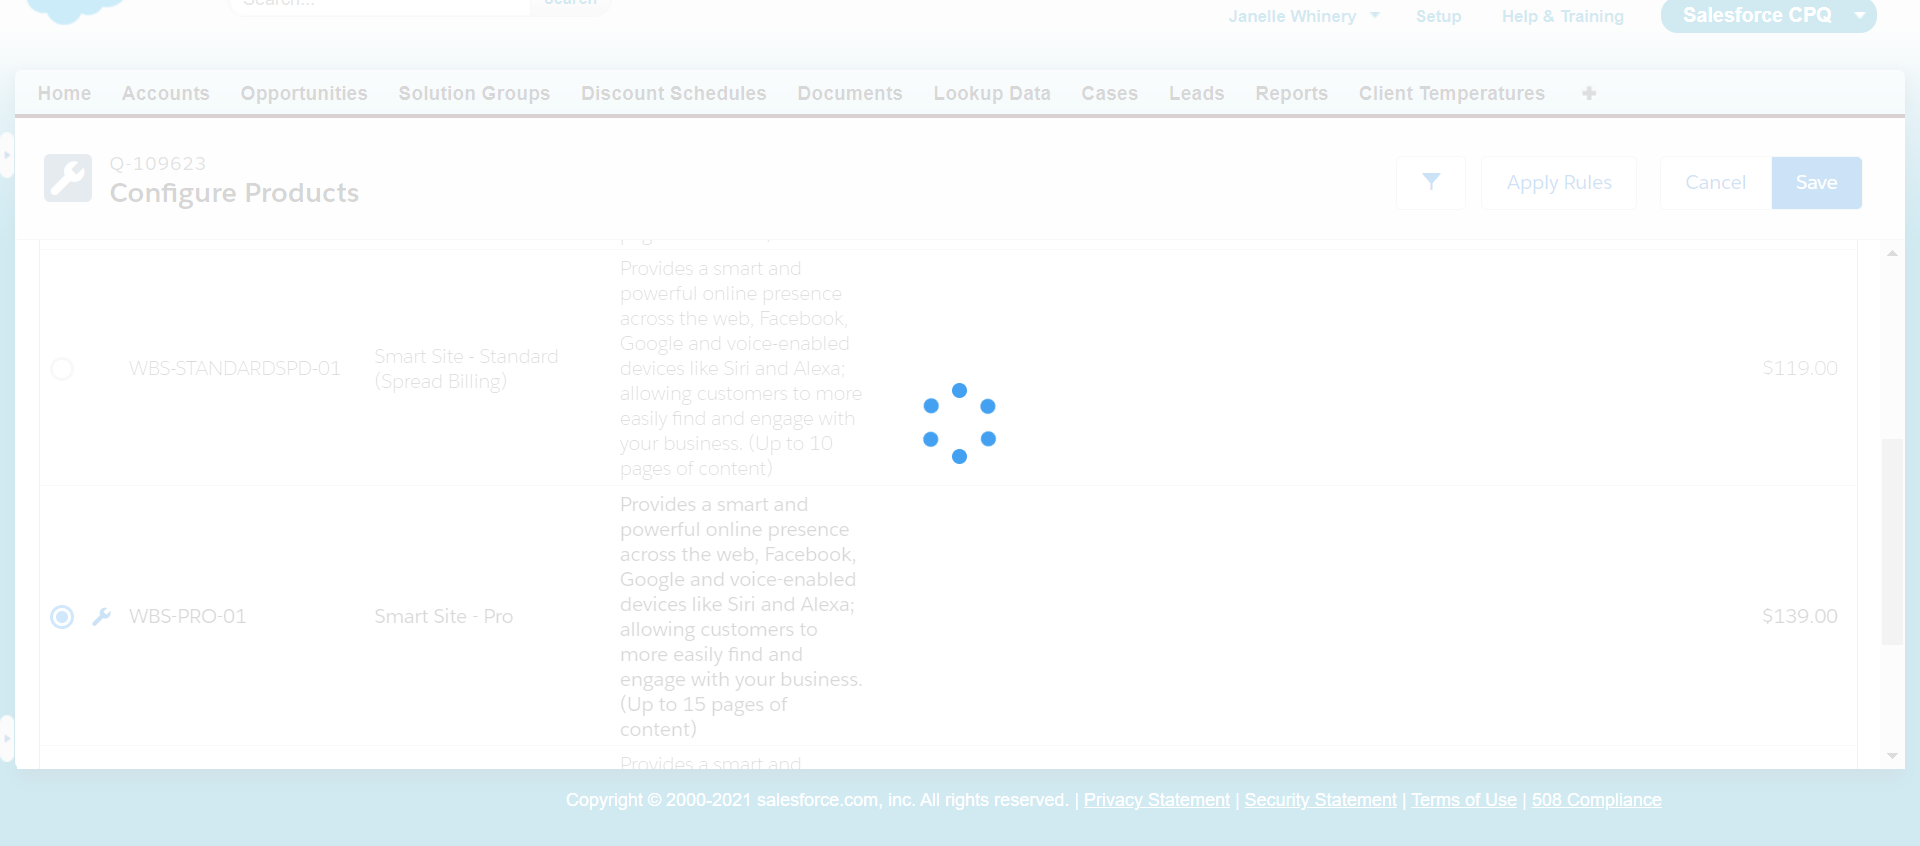 Search...
Search
Janelle Whinery
Setup
Help & Training
Salesforce CPQ
Home Accounts Opportunities Solution Groups Discount Schedules Documents Lookup Data Cases Leads Reports Client Temperatures
Q-109623
Configure Products
Apply Rules
Cancel
Save
WBS-STANDARDSPD-01
Smart Site - Standard
(Spread Billing)
Provides a smart and
powerful online presence
across the web, Facebook,
Google and voice-enabled
devices like Siri and Alexa;
allowing customers to more
easily find and engage with
your business. (Up to 10
pages of content)
$119.00
WBS-PRO-01
Smart Site - Pro
Provides a smart and
powerful online presence
across the web, Facebook,
Google and voice-enabled
devices like Siri and Alexa;
allowing customers to
more easily find and
engage with your business.
(Up to 15 pages of
content)
$139.00
Provides a smart and
Copyright © 2000-2021 salesforce.com, inc. All rights reserved. | Privacy Statement | Security Statement | Terms of Use | 508 Compliance